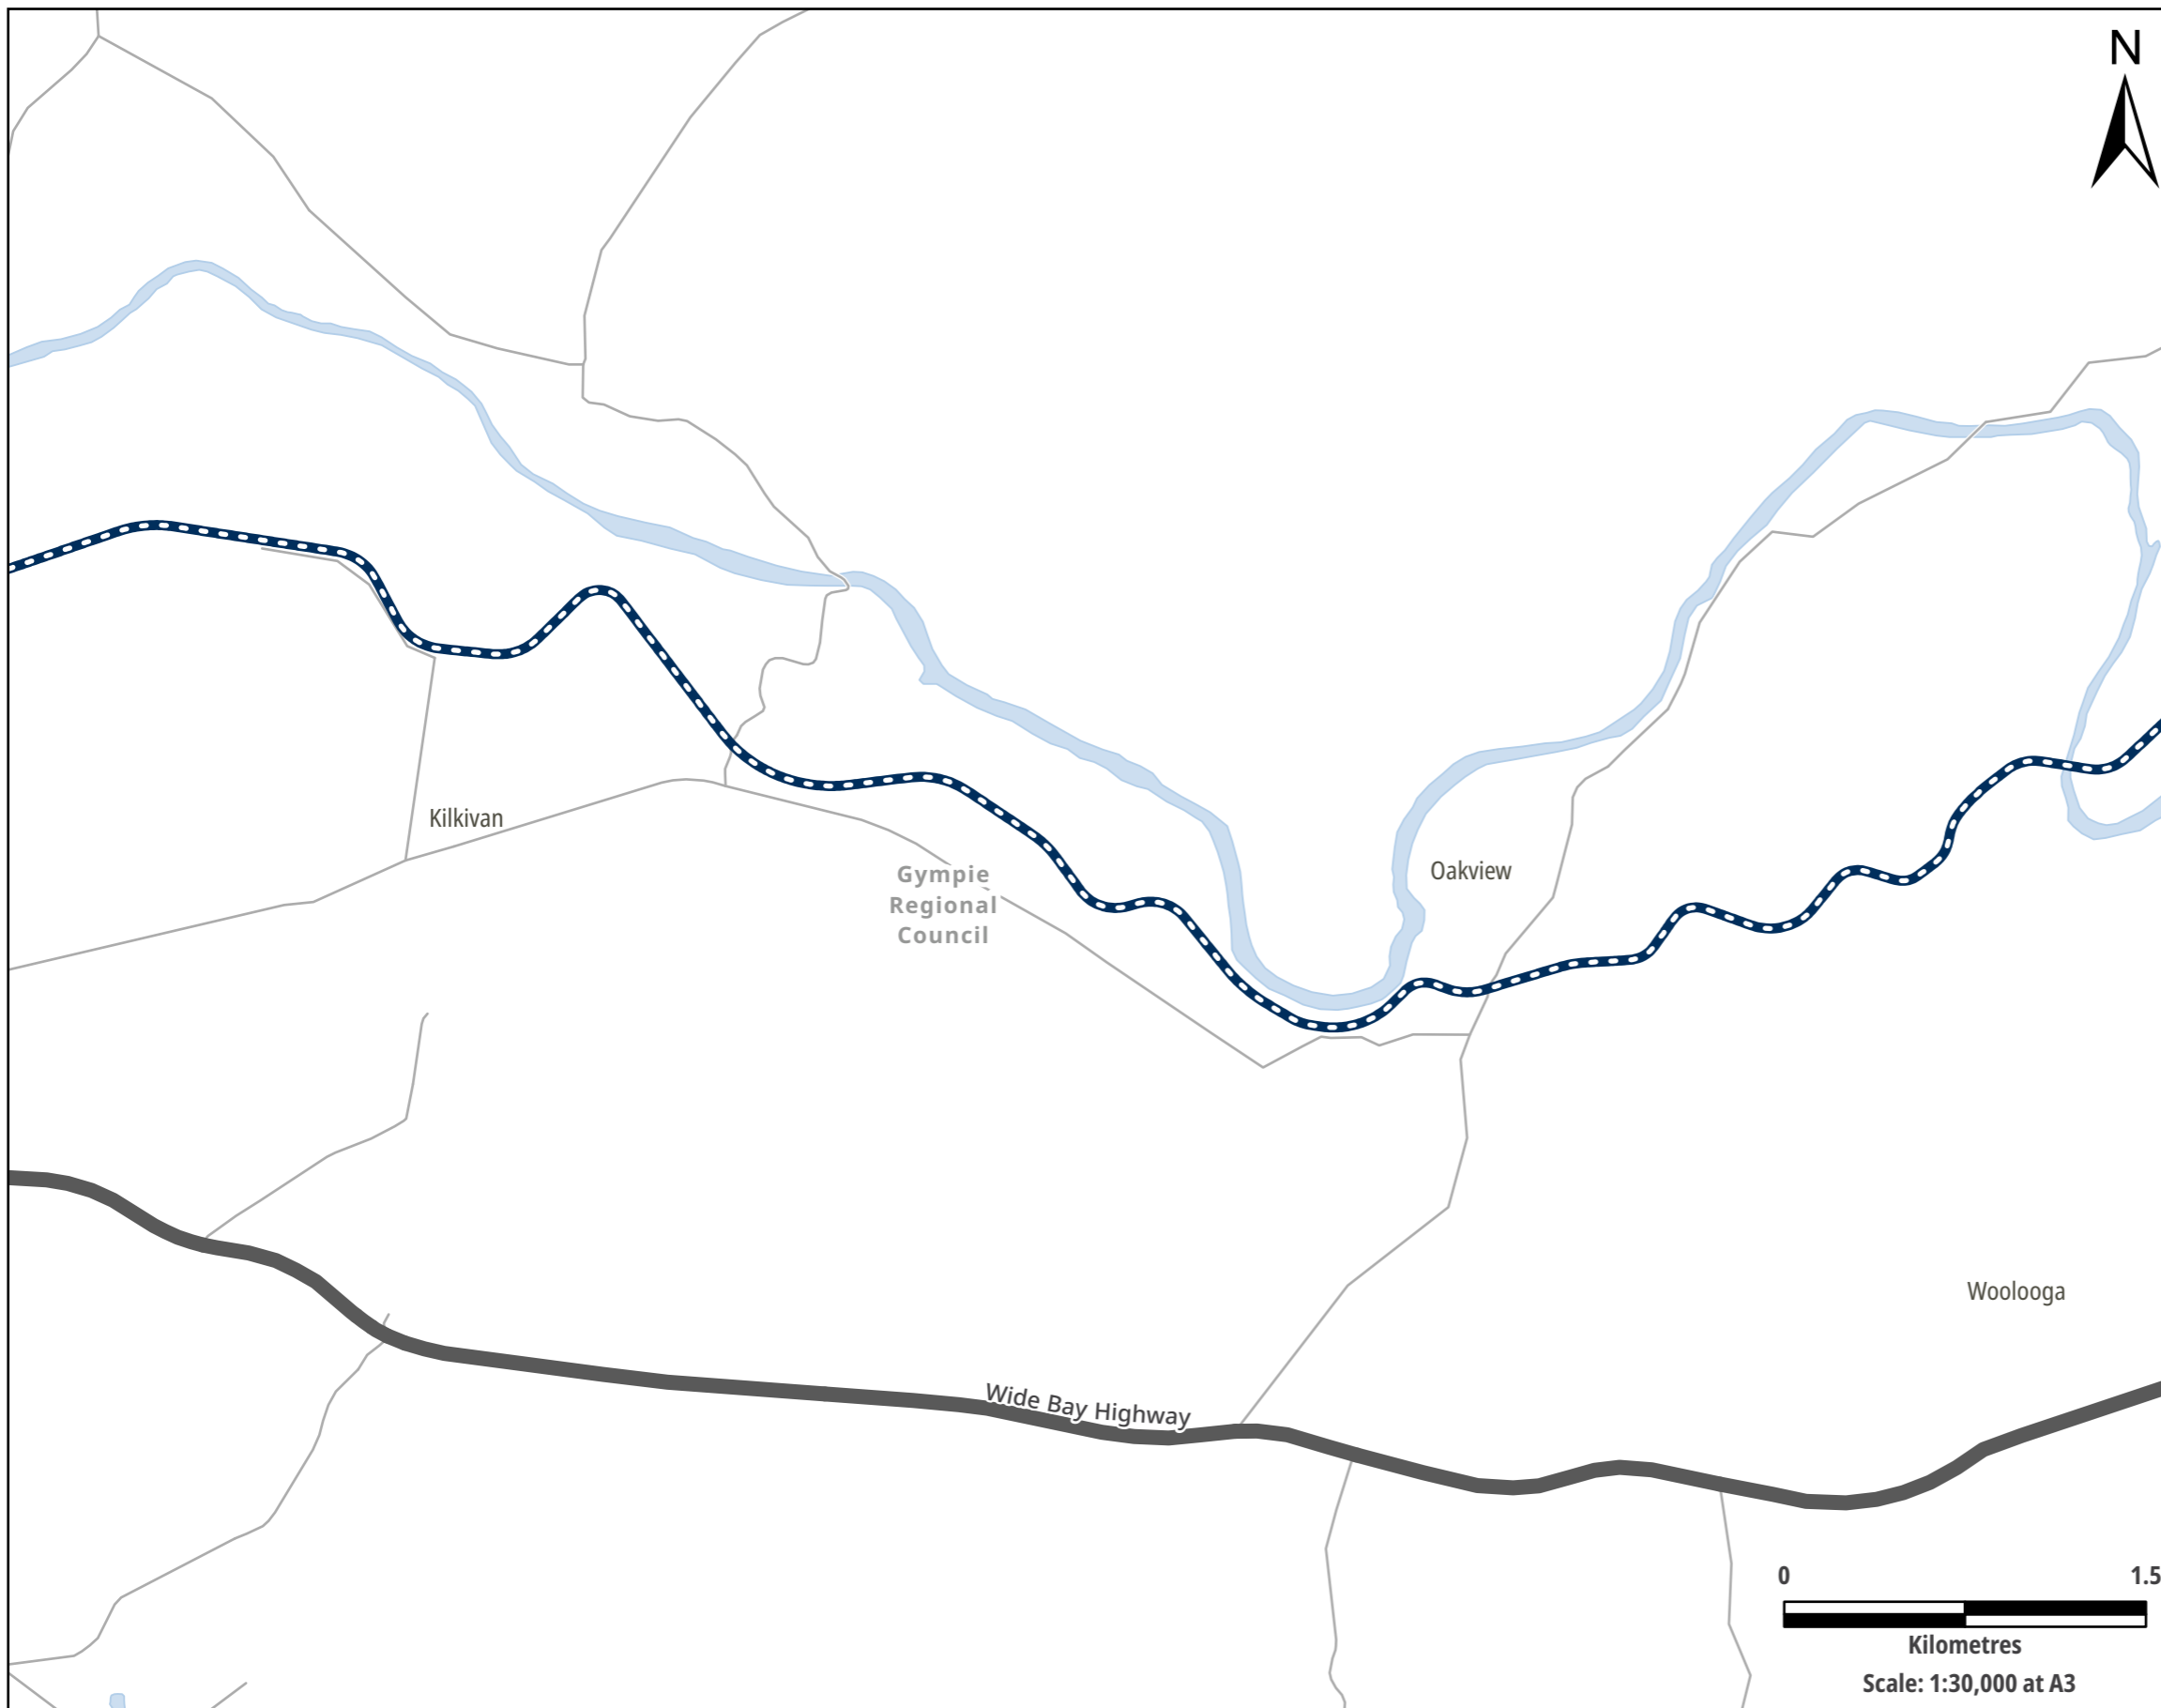 N
Kilkivan
Gympie
Regional
Council
Oakview
Woolooga
Wide Bay Highway
0 1.5
Kilometres
Scale: 1:30,000 at A3